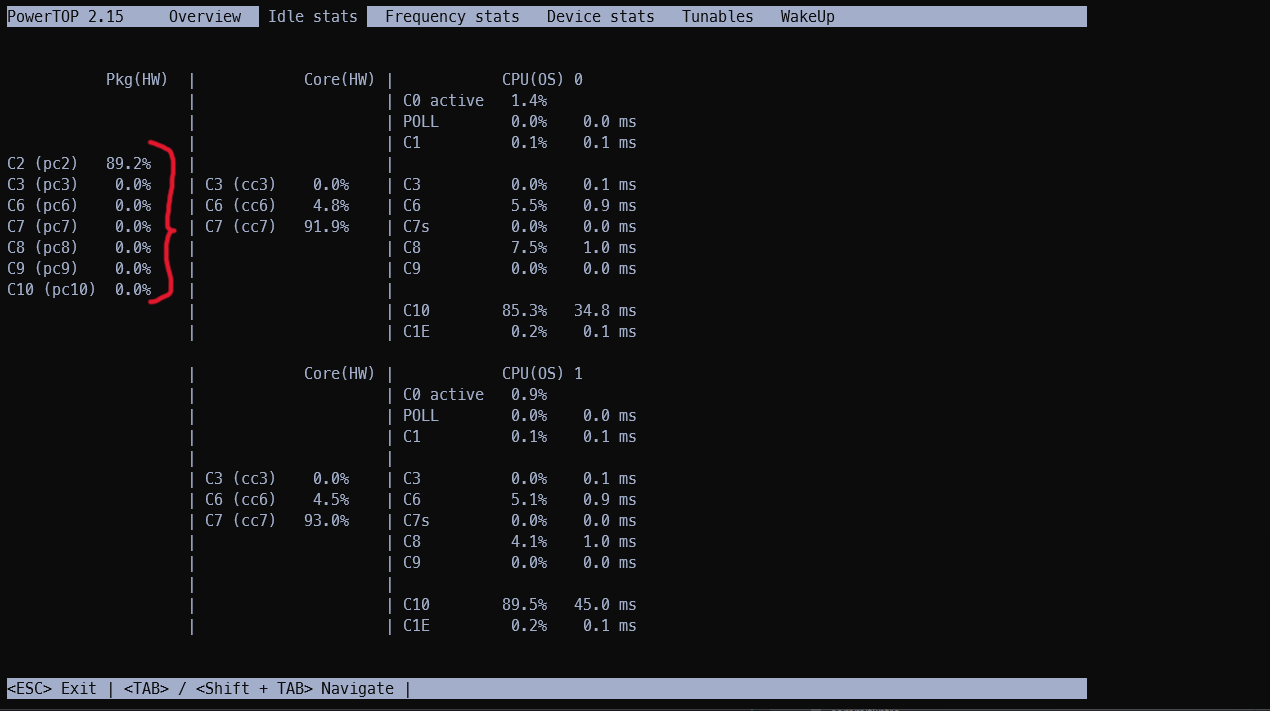 PowerTOP 2.15     Overview   Idle stats   Frequency stats   Device stats   Tunables   WakeUp
           Pkg(HW)  |            Core(HW) |            CPU(OS) 0
                    |                     | C0 active   1.4%
                    |                     | POLL        0.0%    0.0 ms
                    |                     | C1          0.1%    0.1 ms
C2 (pc2)   89.2%    |                     |
C3 (pc3)    0.0%    | C3 (cc3)    0.0%    | C3          0.0%    0.1 ms
C6 (pc6)    0.0%    | C6 (cc6)    4.8%    | C6          5.5%    0.9 ms
C7 (pc7)    0.0%    | C7 (cc7)   91.9%    | C7s         0.0%    0.0 ms
C8 (pc8)    0.0%    |                     | C8          7.5%    1.0 ms
C9 (pc9)    0.0%    |                     | C9          0.0%    0.0 ms
C10 (pc10)  0.0%    |                     |
                    |                     | C10        85.3%   34.8 ms
                    |                     | C1E         0.2%    0.1 ms
                    |            Core(HW) |            CPU(OS) 1
                    |                     | C0 active   0.9%
                    |                     | POLL        0.0%    0.0 ms
                    |                     | C1          0.1%    0.1 ms
                    |                     |
                    | C3 (cc3)    0.0%    | C3          0.0%    0.1 ms
                    | C6 (cc6)    4.5%    | C6          5.1%    0.9 ms
                    | C7 (cc7)   93.0%    | C7s         0.0%    0.0 ms
                    |                     | C8          4.1%    1.0 ms
                    |                     | C9          0.0%    0.0 ms
                    |                     |
                    |                     | C10        89.5%   45.0 ms
                    |                     | C1E         0.2%    0.1 ms
<ESC> Exit | <TAB> / <Shift + TAB> Navigate |